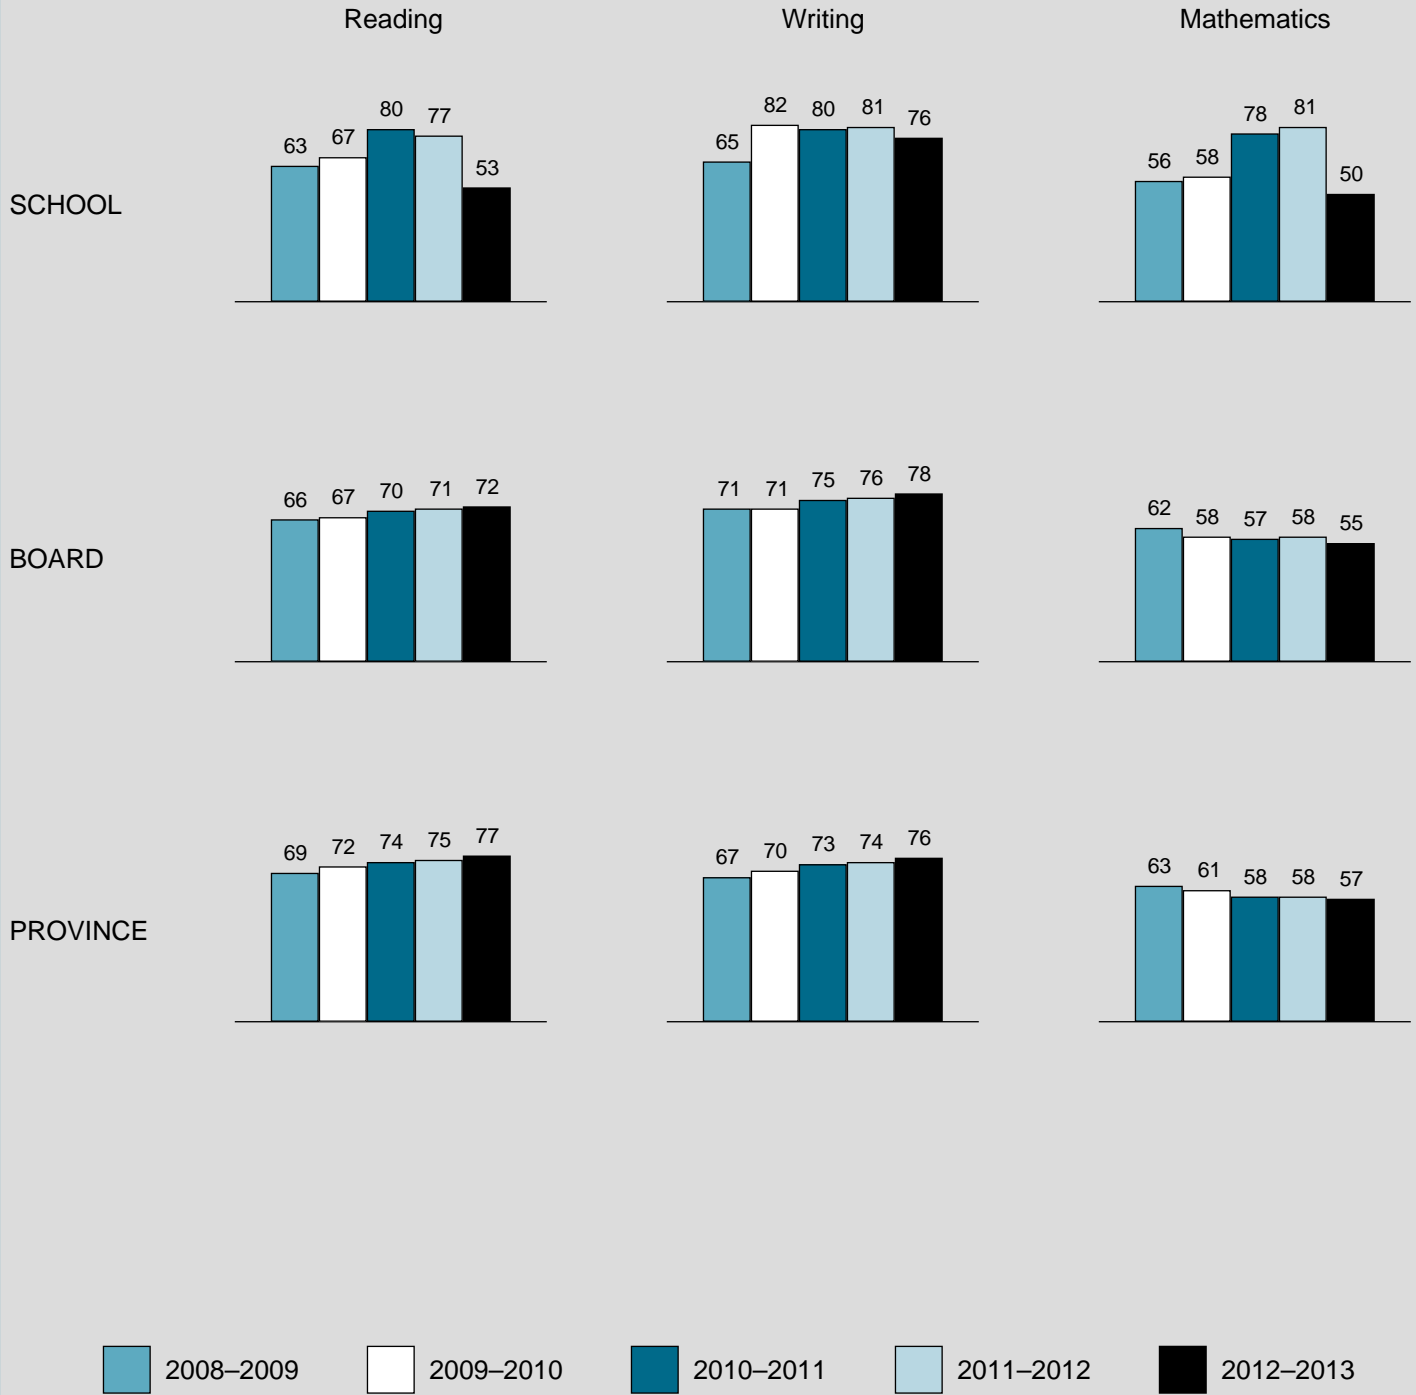 Reading Writing Mathematics
SCHOOL
63 67 80 77 53
65 82 80 81 76
56 58 78 81 50
BOARD
66 67 70 71 72
71 71 75 76 78
62 58 57 58 55
PROVINCE
69 72 74 75 77
67 70 73 74 76
63 61 58 58 57
2008–2009 2009–2010 2010–2011 2011–2012 2012–2013